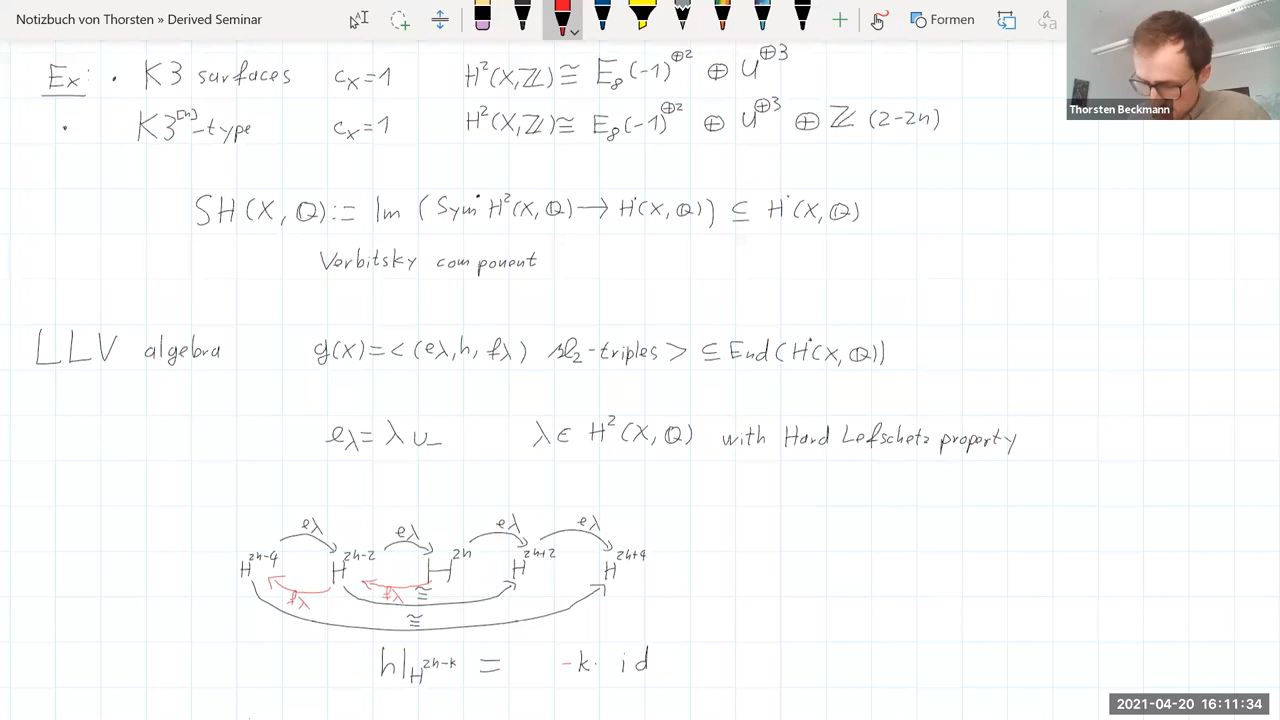 Notizbuch von Thorsten » Derived Seminar
Formen
Thorsten Beckmann
Ex: · K3 surfaces c_X=1 H²(X,ℤ)≅ E₈(-1)^⊕2 ⊕ U^⊕3
· K3^[n]-type c_X=1 H²(X,ℤ)≅ E₈(-1)^⊕2 ⊕ U^⊕3 ⊕ ℤ(2-2n)
SH(X,ℚ):= Im (Sym^• H²(X,ℚ) → H^•(X,ℚ)) ⊆ H^•(X,ℚ)
Verbitsky component
LLV algebra g(X)=<(e_λ,h,f_λ) sl₂-triples> ⊆ End(H^•(X,ℚ))
e_λ= λ∪_ λ∈ H²(X,ℚ) with Hard Lefschetz property
e_λ e_λ e_λ e_λ
H^2n-4 H^2n-2 H^2n H^2n+2 H^2n+4
f_λ f_λ ≅
≅
h|_H^2n-k = -k· id
2021-04-20 16:11:34